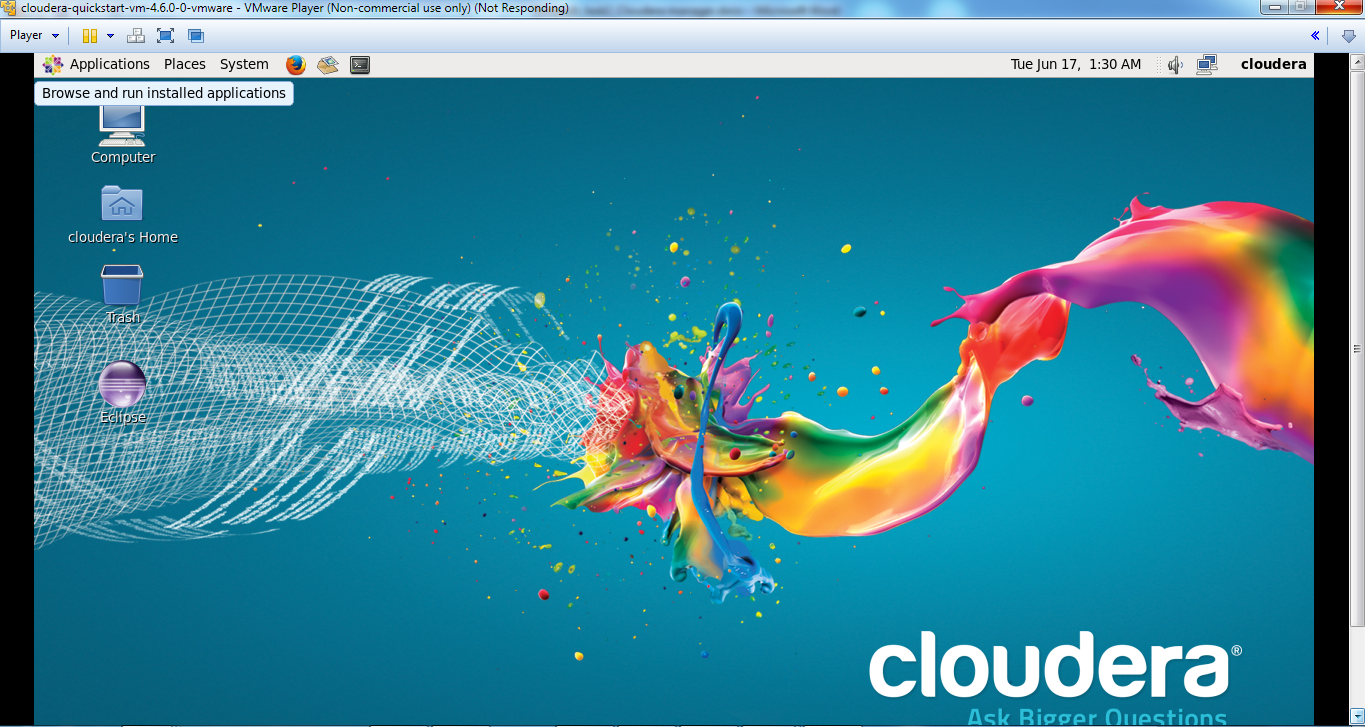 cloudera-quickstart-vm-4.6.0-0-vmware - VMware Player (Non-commercial use only) (Not Responding)
Player
Applications Places System Tue Jun 17, 1:30 AM cloudera
Browse and run installed applications
Computer
cloudera's Home
Trash
Eclipse
cloudera®
Ask Bigger Questions